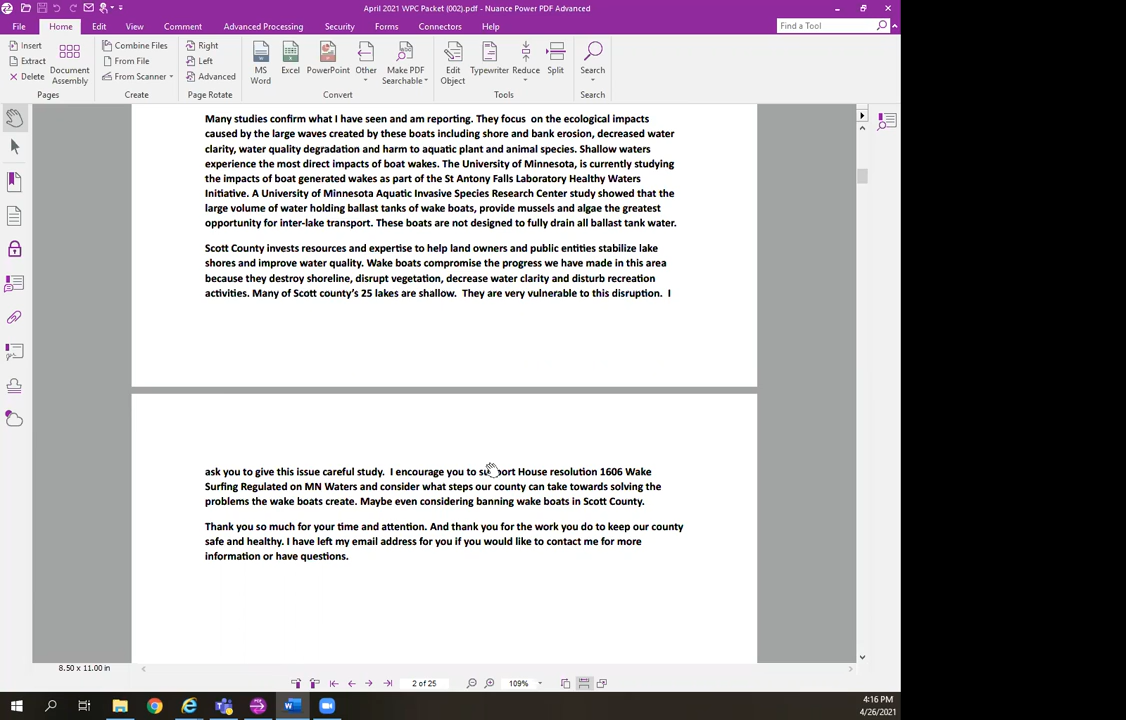 April 2021 WPC Packet (002).pdf - Nuance Power PDF Advanced
File Home Edit View Comment Advanced Processing Security Forms Connectors Help Find a Tool
Insert Extract Delete Document Assembly Pages
Combine Files From File From Scanner Create
Right Left Advanced Page Rotate
MS Word Excel PowerPoint Other Make PDF Searchable Convert
Edit Object Typewriter Reduce Split Tools
Search Search
Many studies confirm what I have seen and am reporting. They focus on the ecological impacts
caused by the large waves created by these boats including shore and bank erosion, decreased water
clarity, water quality degradation and harm to aquatic plant and animal species. Shallow waters
experience the most direct impacts of boat wakes. The University of Minnesota, is currently studying
the impacts of boat generated wakes as part of the St Antony Falls Laboratory Healthy Waters
Initiative. A University of Minnesota Aquatic Invasive Species Research Center study showed that the
large volume of water holding ballast tanks of wake boats, provide mussels and algae the greatest
opportunity for inter-lake transport. These boats are not designed to fully drain all ballast tank water.
Scott County invests resources and expertise to help land owners and public entities stabilize lake
shores and improve water quality. Wake boats compromise the progress we have made in this area
because they destroy shoreline, disrupt vegetation, decrease water clarity and disturb recreation
activities. Many of Scott county's 25 lakes are shallow. They are very vulnerable to this disruption. I
ask you to give this issue careful study. I encourage you to support House resolution 1606 Wake
Surfing Regulated on MN Waters and consider what steps our county can take towards solving the
problems the wake boats create. Maybe even considering banning wake boats in Scott County.
Thank you so much for your time and attention. And thank you for the work you do to keep our county
safe and healthy. I have left my email address for you if you would like to contact me for more
information or have questions.
8.50 x 11.00 in
2 of 25 109%
4:16 PM
4/26/2021